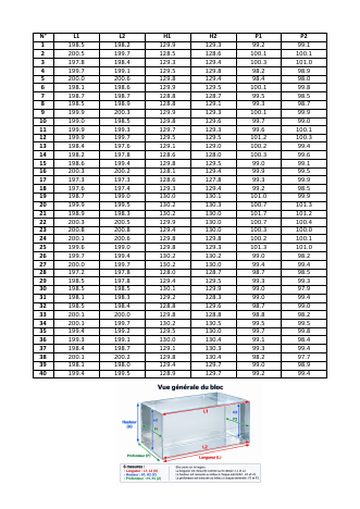 N° L1 L2 H1 H2 P1 P2
1 198.5 198.2 129.9 129.3 99.2 99.1
2 200.5 199.7 128.5 128.6 100.1 100.1
3 197.8 198.4 129.3 129.4 100.3 101.0
4 199.7 199.1 129.5 129.8 98.2 98.9
5 200.0 200.6 129.8 129.4 98.4 98.0
6 198.1 198.6 129.9 129.5 100.1 99.8
7 198.7 198.7 128.8 128.7 99.5 98.5
8 198.5 198.9 128.8 129.1 99.3 98.7
9 199.9 200.3 129.9 129.3 100.1 99.9
10 199.0 198.5 128.8 129.6 99.7 99.0
11 199.9 199.3 129.7 129.3 99.6 100.1
12 199.9 199.7 129.5 129.5 101.2 100.3
13 198.4 197.6 129.1 129.0 100.2 99.4
14 198.2 197.8 128.6 128.0 100.3 99.6
15 198.6 199.4 129.8 129.5 99.0 99.1
16 200.3 200.2 128.1 129.4 99.9 99.5
17 197.3 197.3 128.6 127.8 99.3 99.9
18 197.6 197.4 129.3 129.4 99.2 98.5
19 198.7 199.0 130.0 130.1 101.0 99.9
20 199.9 199.5 130.2 130.3 100.7 101.3
21 198.9 198.3 130.2 130.0 101.7 101.2
22 200.3 200.5 129.9 130.0 100.7 100.4
23 200.8 200.8 129.4 130.0 100.3 100.0
24 200.1 200.6 129.8 129.8 100.2 100.1
25 199.6 199.0 129.8 129.3 101.3 101.0
26 199.7 199.4 130.2 130.2 99.0 98.2
27 200.0 199.7 130.2 130.0 99.4 99.4
28 197.2 197.8 128.0 128.7 98.7 98.5
29 198.5 197.8 129.4 129.5 99.3 99.3
30 198.5 198.5 130.1 129.9 99.0 97.9
31 198.1 198.3 129.2 128.3 99.0 99.4
32 198.5 198.4 128.8 129.6 98.7 99.0
33 200.1 200.0 129.8 128.8 98.8 98.2
34 200.1 199.7 130.2 130.5 99.5 99.5
35 199.4 199.2 129.5 130.0 99.7 99.8
36 199.3 199.1 130.0 130.4 99.1 98.4
37 198.4 198.7 129.1 130.3 99.3 99.3
38 200.1 200.2 129.8 130.4 98.2 97.7
39 198.1 198.0 129.4 129.7 99.0 98.9
40 199.4 199.5 128.9 129.7 99.2 99.4
Vue générale du bloc
L1
Hauteur
(H)
L2
Profondeur (P)
Longueur (L)
6 mesures :
- Longueur : L1, L2 (L)
- Hauteur : H1, H2 (H)
- Profondeur : P1, P2 (P)